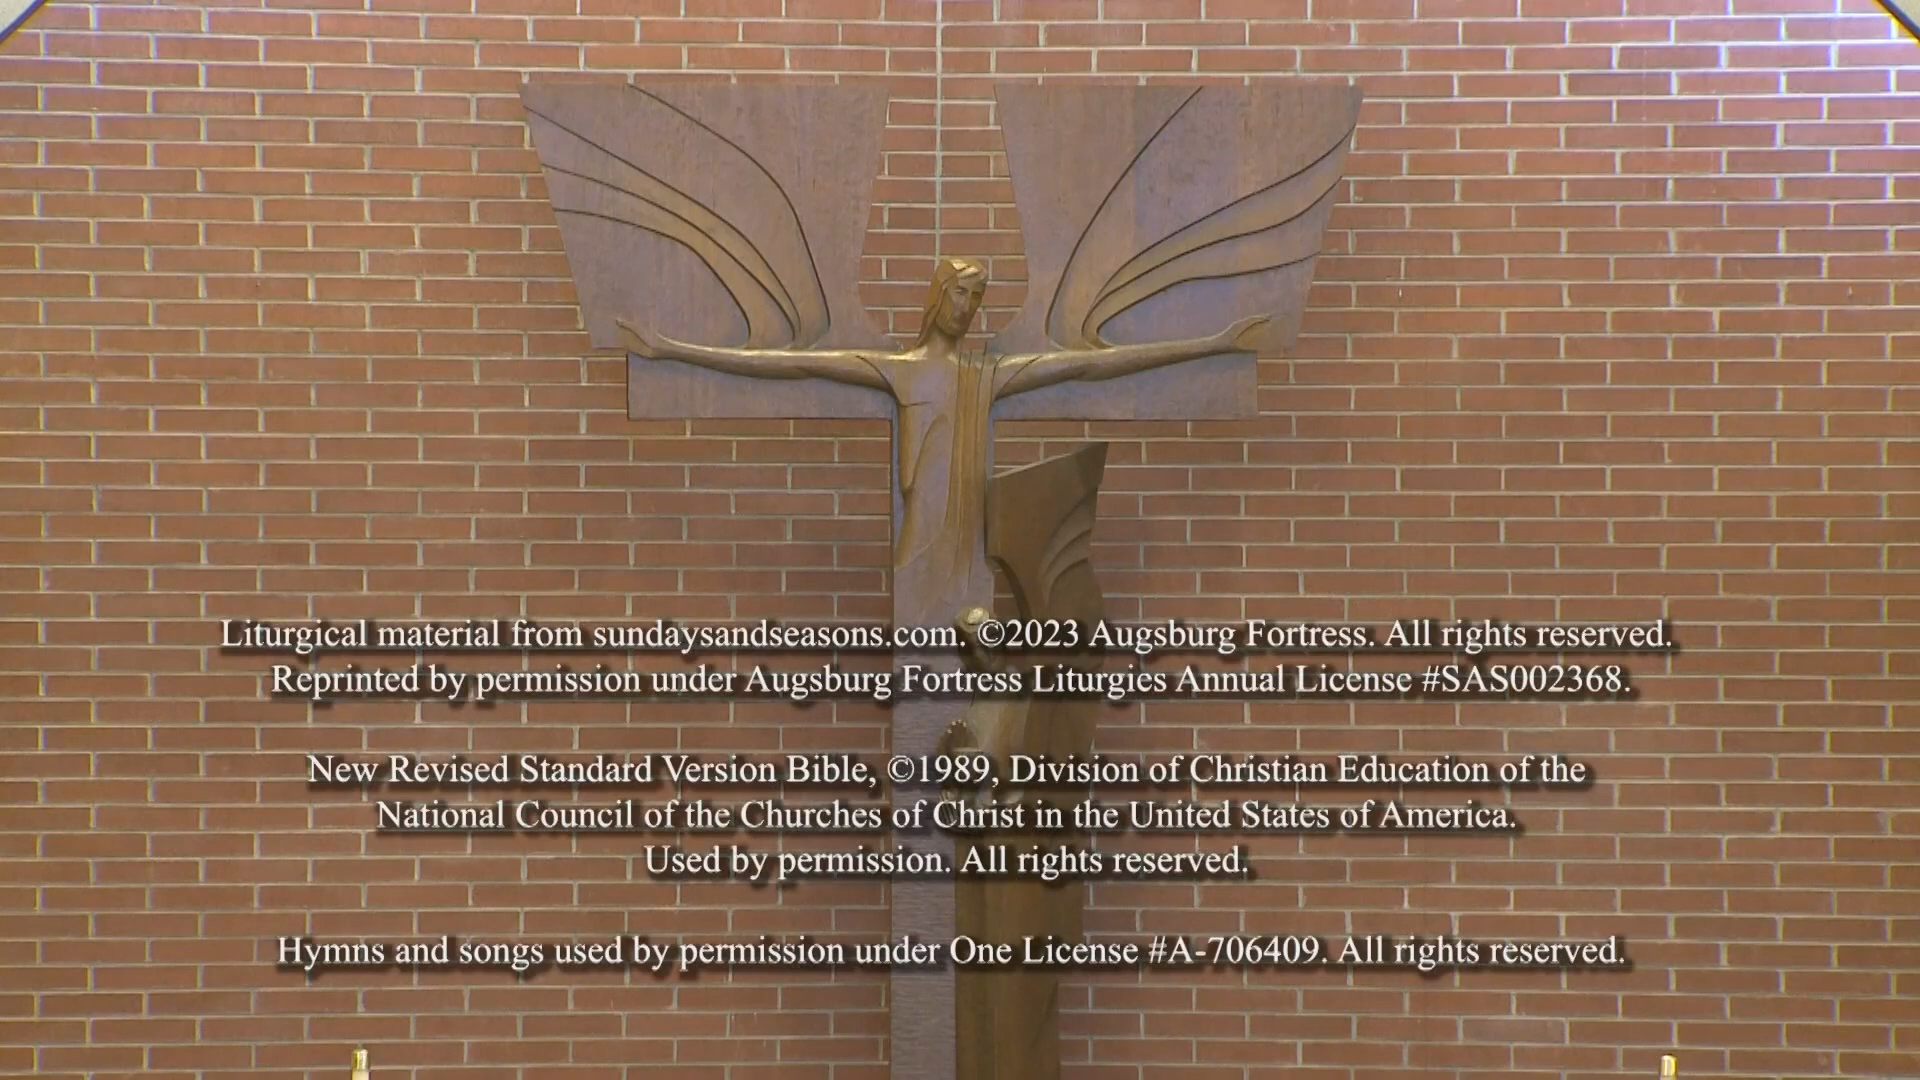 Liturgical material from sundaysandseasons.com. ©2023 Augsburg Fortress. All rights reserved.
Reprinted by permission under Augsburg Fortress Liturgies Annual License #SAS002368.
New Revised Standard Version Bible, ©1989, Division of Christian Education of the
National Council of the Churches of Christ in the United States of America.
Used by permission. All rights reserved.
Hymns and songs used by permission under One License #A-706409. All rights reserved.